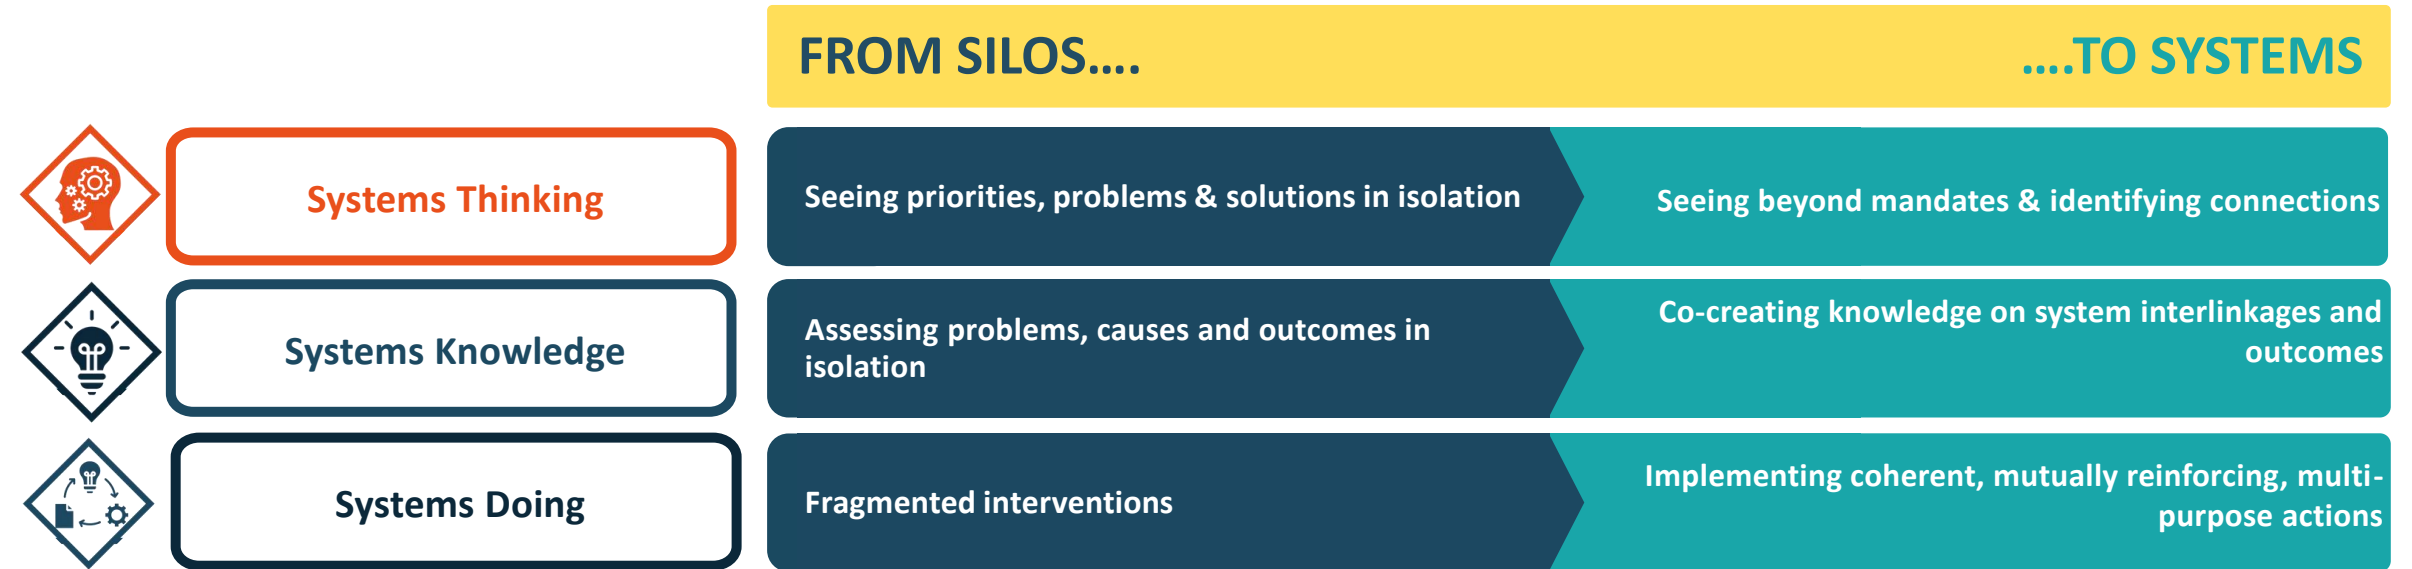 FROM SILOS....
....TO SYSTEMS
Systems Thinking
Seeing priorities, problems & solutions in isolation
Seeing beyond mandates & identifying connections
Systems Knowledge
Assessing problems, causes and outcomes in
isolation
Co-creating knowledge on system interlinkages and
outcomes
Systems Doing
Fragmented interventions
Implementing coherent, mutually reinforcing, multi-
purpose actions